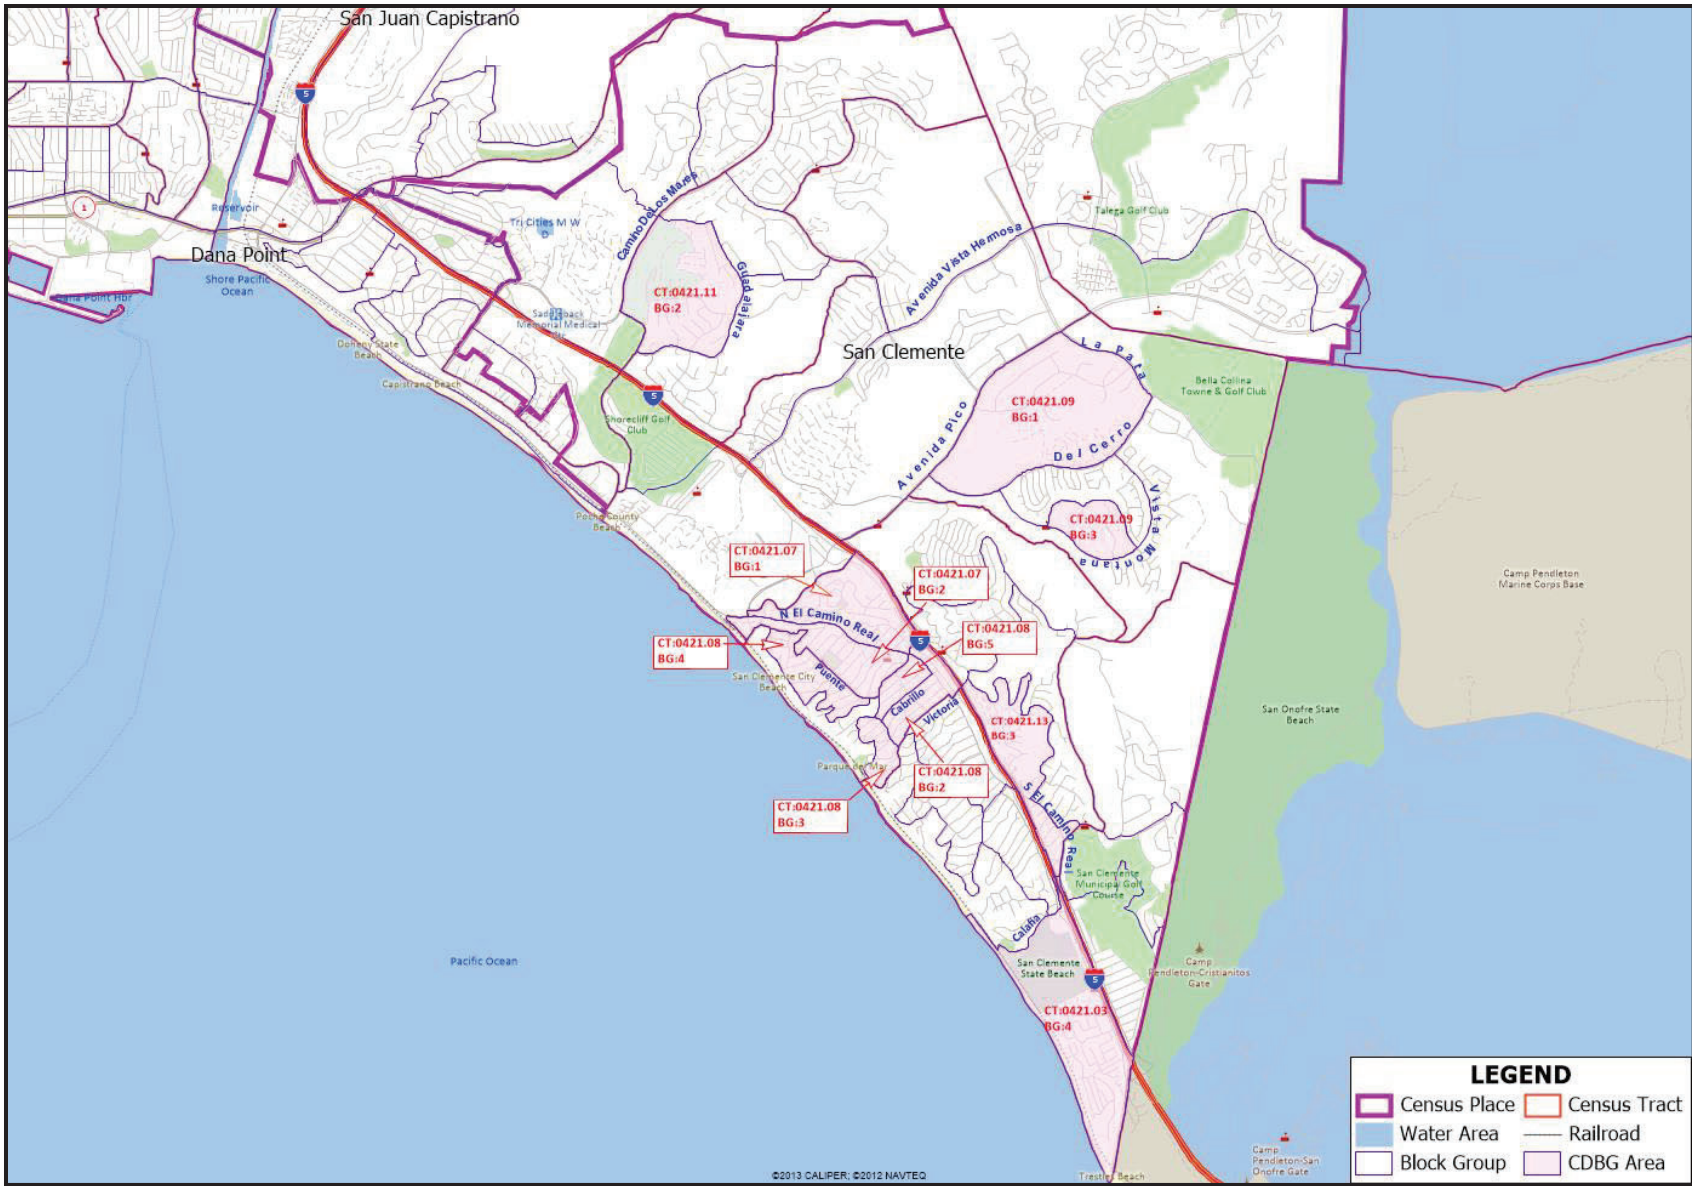 San Juan Capistrano
5
1
Reservoir
Dana Point
Shore Pacific
Ocean
Dana Point Hbr
Tri Cities M W
D
Camino De Los Mares
Guadalajara
CT:0421.11
BG:2
Saddleback
Memorial Medical
Doheny State
Beach
Capistrano Beach
5
Shorecliff Golf
Club
Poche County
Beach
San Clemente
Avenida Vista Hermosa
Talega Golf Club
La Pata
Bella Collina
Towne & Golf Club
CT:0421.09
BG:1
Avenida Pico
Del Cerro
CT:0421.09
BG:3
Vista Montana
Camp Pendleton
Marine Corps Base
CT:0421.07
BG:1
CT:0421.07
BG:2
N El Camino Real
5
CT:0421.08
BG:5
CT:0421.08
BG:4
San Clemente City
Beach
Puente
Cabrillo
Victoria
CT:0421.13
BG:3
San Onofre State
Beach
Parque del Mar
CT:0421.08
BG:2
CT:0421.08
BG:3
S El Camino Real
San Clemente
Municipal Golf
Course
Calafia
San Clemente
State Beach
5
Camp
Pendleton-Cristianitos
Gate
Pacific Ocean
CT:0421.03
BG:4
Trestles Beach
Camp
Pendleton-San
Onofre Gate
©2013 CALIPER; ©2012 NAVTEQ
LEGEND
Census Place
Census Tract
Water Area
Railroad
Block Group
CDBG Area